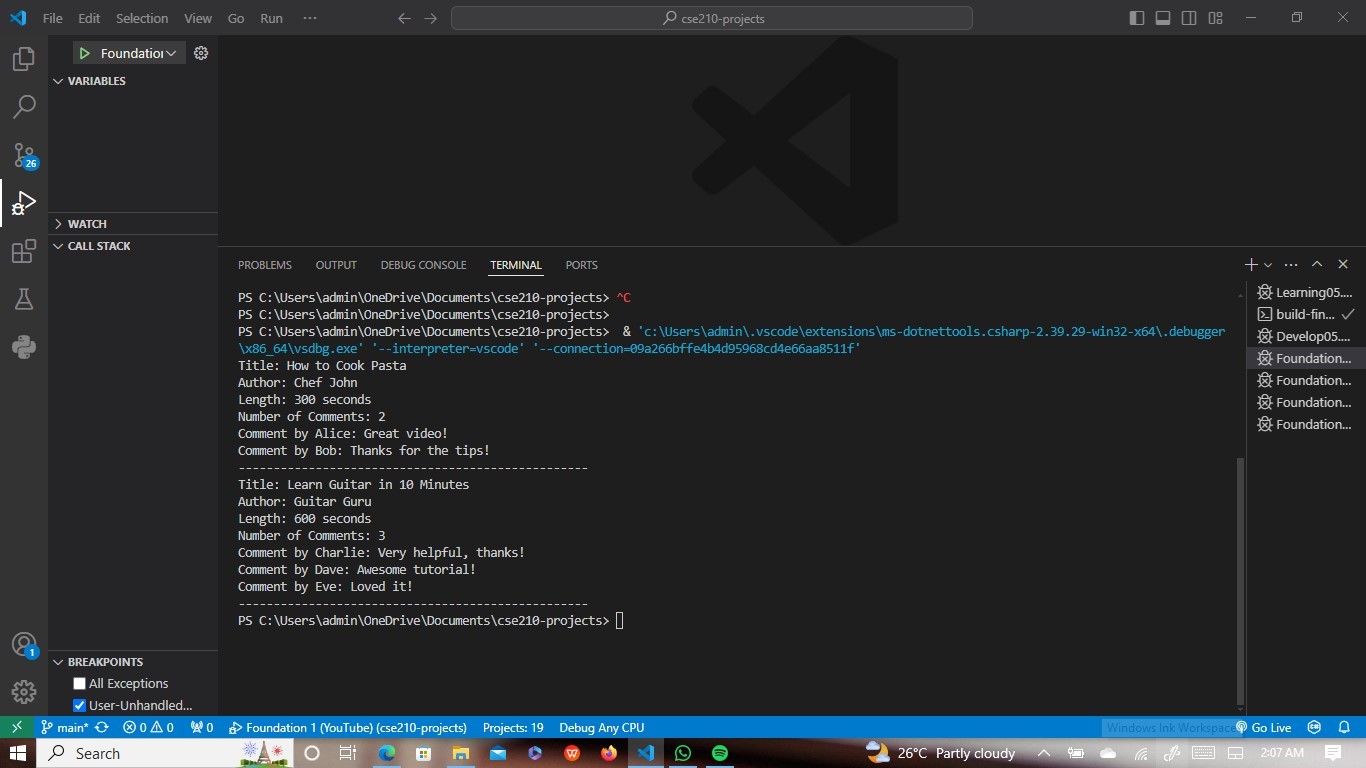 File Edit Selection View Go Run ···
cse210-projects
Foundation
VARIABLES
26
WATCH
CALL STACK
PROBLEMS OUTPUT DEBUG CONSOLE TERMINAL PORTS
PS C:\Users\admin\OneDrive\Documents\cse210-projects> ^C
PS C:\Users\admin\OneDrive\Documents\cse210-projects>
PS C:\Users\admin\OneDrive\Documents\cse210-projects>  & 'c:\Users\admin\.vscode\extensions\ms-dotnettools.csharp-2.39.29-win32-x64\.debugger
\x86_64\vsdbg.exe' '--interpreter=vscode' '--connection=09a266bffe4b4d95968cd4e66aa8511f'
Title: How to Cook Pasta
Author: Chef John
Length: 300 seconds
Number of Comments: 2
Comment by Alice: Great video!
Comment by Bob: Thanks for the tips!
--------------------------------------------------
Title: Learn Guitar in 10 Minutes
Author: Guitar Guru
Length: 600 seconds
Number of Comments: 3
Comment by Charlie: Very helpful, thanks!
Comment by Dave: Awesome tutorial!
Comment by Eve: Loved it!
--------------------------------------------------
PS C:\Users\admin\OneDrive\Documents\cse210-projects>
Learning05....
build-fin...
Develop05....
Foundation...
Foundation...
Foundation...
Foundation...
1
BREAKPOINTS
All Exceptions
User-Unhandled...
main* 0 0 0 Foundation 1 (YouTube) (cse210-projects) Projects: 19 Debug Any CPU Windows Ink Workspace Go Live
Search 26°C Partly cloudy 2:07 AM